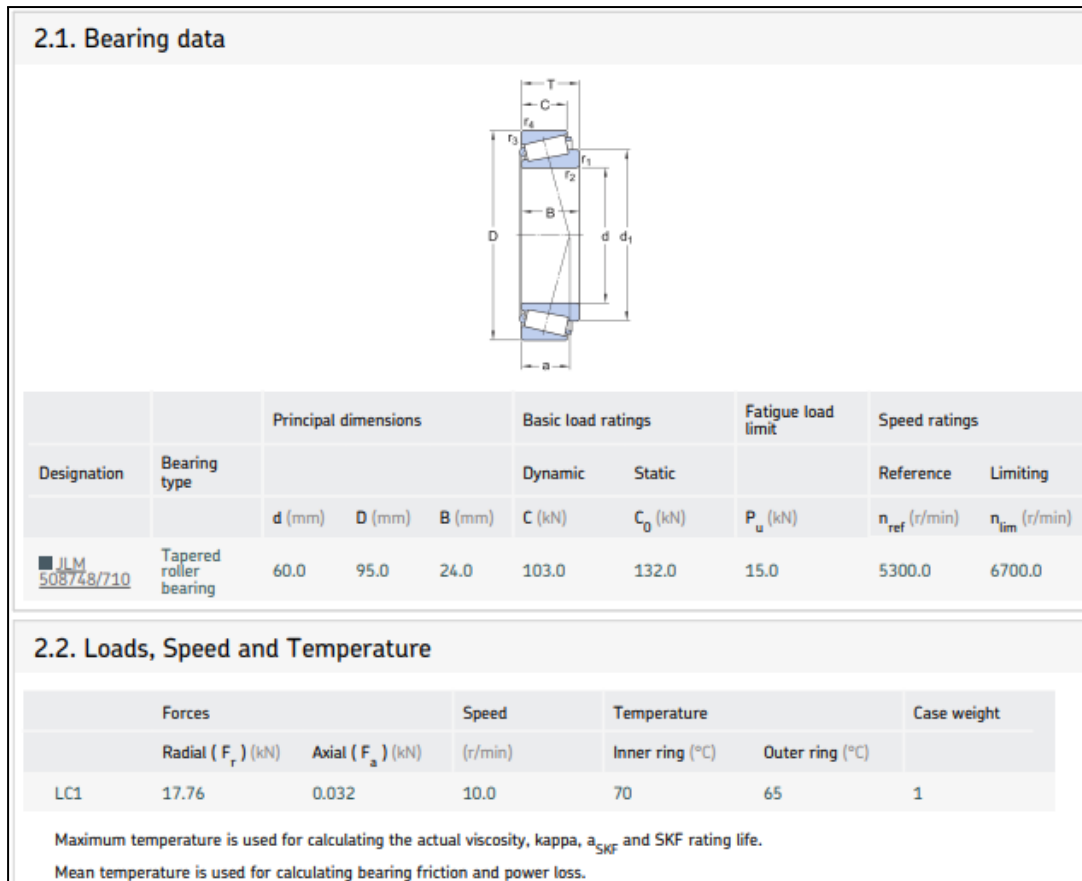 2.1. Bearing data
T
C
r4
r3
r1
r2
B
D
d
d1
a
Principal dimensions Basic load ratings Fatigue load limit Speed ratings
Designation Bearing type Dynamic Static Reference Limiting
d (mm) D (mm) B (mm) C (kN) C0 (kN) Pu (kN) nref (r/min) nlim (r/min)
JLM 508748/710 Tapered roller bearing 60.0 95.0 24.0 103.0 132.0 15.0 5300.0 6700.0
2.2. Loads, Speed and Temperature
Forces Speed Temperature Case weight
Radial ( Fr ) (kN) Axial ( Fa ) (kN) (r/min) Inner ring (°C) Outer ring (°C)
LC1 17.76 0.032 10.0 70 65 1
Maximum temperature is used for calculating the actual viscosity, kappa, aSKF and SKF rating life.
Mean temperature is used for calculating bearing friction and power loss.